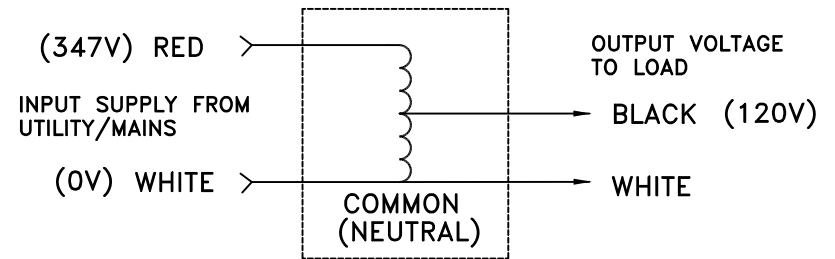 (347V) RED
OUTPUT VOLTAGE
TO LOAD
INPUT SUPPLY FROM
UTILITY/MAINS
BLACK (120V)
(0V) WHITE
WHITE
COMMON
(NEUTRAL)